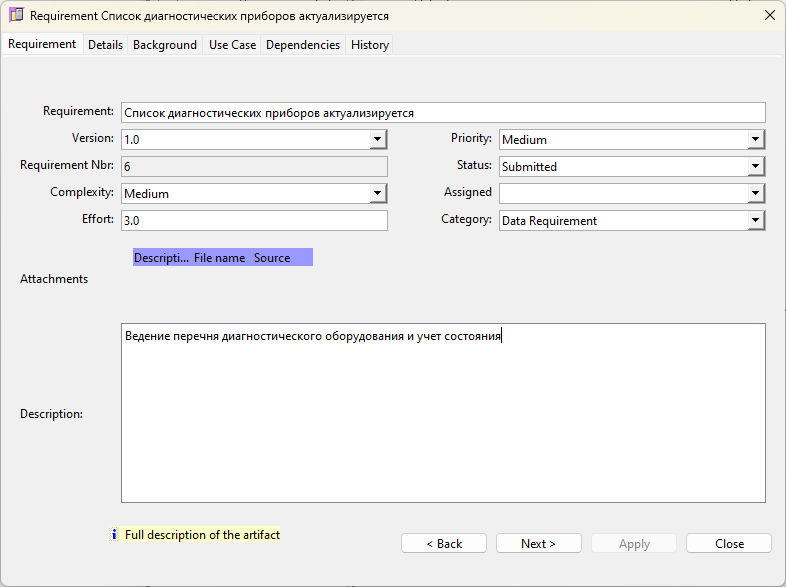 Requirement Список диагностических приборов актуализируется
Requirement Details Background Use Case Dependencies History
Requirement: Список диагностических приборов актуализируется
Version: 1.0 Priority: Medium
Requirement Nbr: 6 Status: Submitted
Complexity: Medium Assigned
Effort: 3.0 Category: Data Requirement
Descripti... File name Source
Attachments
Ведение перечня диагностического оборудования и учет состояния
Description:
Full description of the artifact
< Back Next > Apply Close